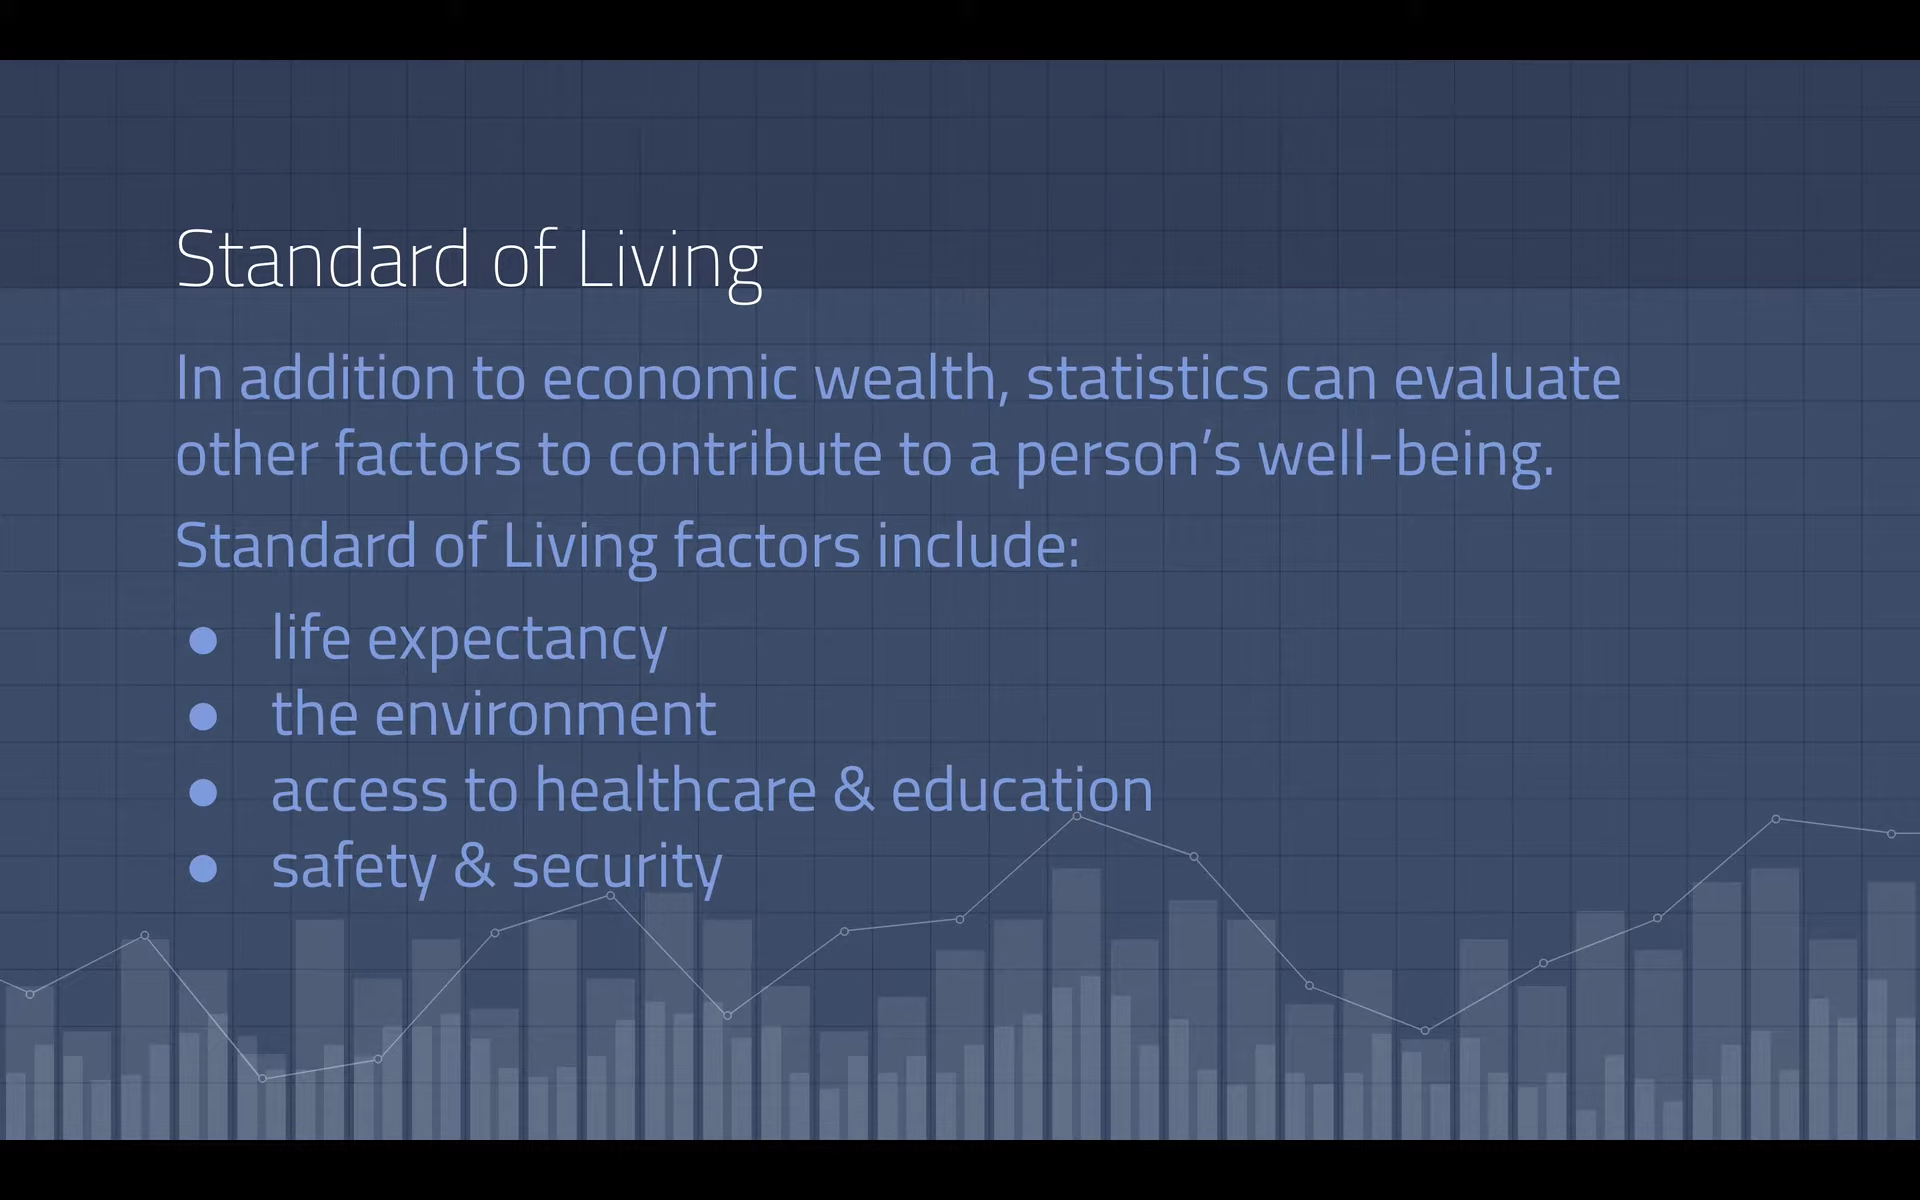 Standard of Living
In addition to economic wealth, statistics can evaluate
other factors to contribute to a person’s well-being.
Standard of Living factors include:
● life expectancy
● the environment
● access to healthcare & education
● safety & security